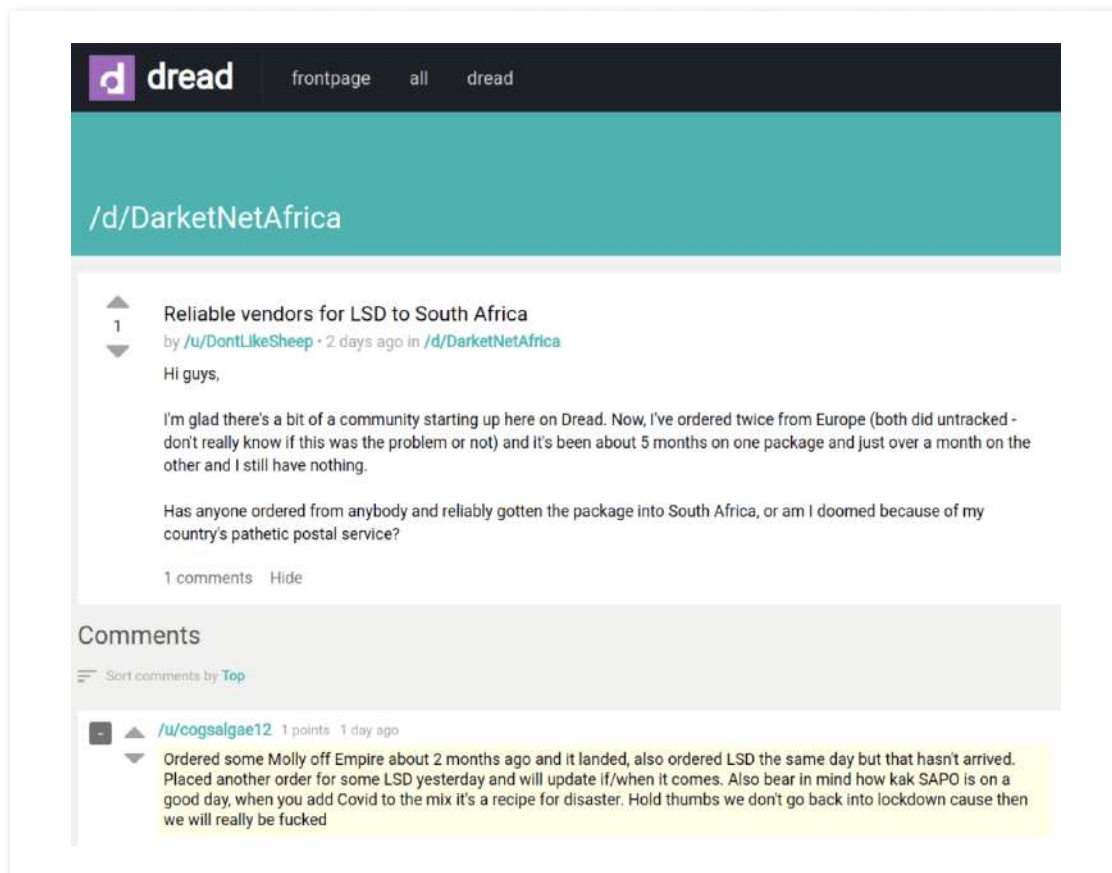 d dread frontpage all dread
/d/DarketNetAfrica
1
Reliable vendors for LSD to South Africa
by /u/DontLikeSheep • 2 days ago in /d/DarketNetAfrica
Hi guys,
I'm glad there's a bit of a community starting up here on Dread. Now, I've ordered twice from Europe (both did untracked -
don't really know if this was the problem or not) and it's been about 5 months on one package and just over a month on the
other and I still have nothing.
Has anyone ordered from anybody and reliably gotten the package into South Africa, or am I doomed because of my
country's pathetic postal service?
1 comments Hide
Comments
Sort comments by Top
- /u/cogsalgae12 1 points 1 day ago
Ordered some Molly off Empire about 2 months ago and it landed, also ordered LSD the same day but that hasn't arrived.
Placed another order for some LSD yesterday and will update if/when it comes. Also bear in mind how kak SAPO is on a
good day, when you add Covid to the mix it's a recipe for disaster. Hold thumbs we don't go back into lockdown cause then
we will really be fucked